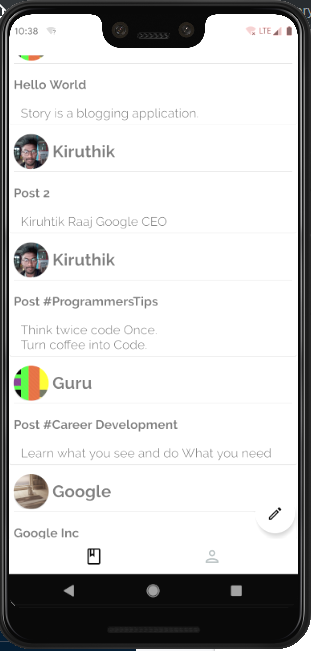 10:38
LTE
Hello World
Story is a blogging application.
Kiruthik
Post 2
Kiruhtik Raaj Google CEO
Kiruthik
Post #ProgrammersTips
Think twice code Once.
Turn coffee into Code.
Guru
Post #Career Development
Learn what you see and do What you need
Google
Google Inc